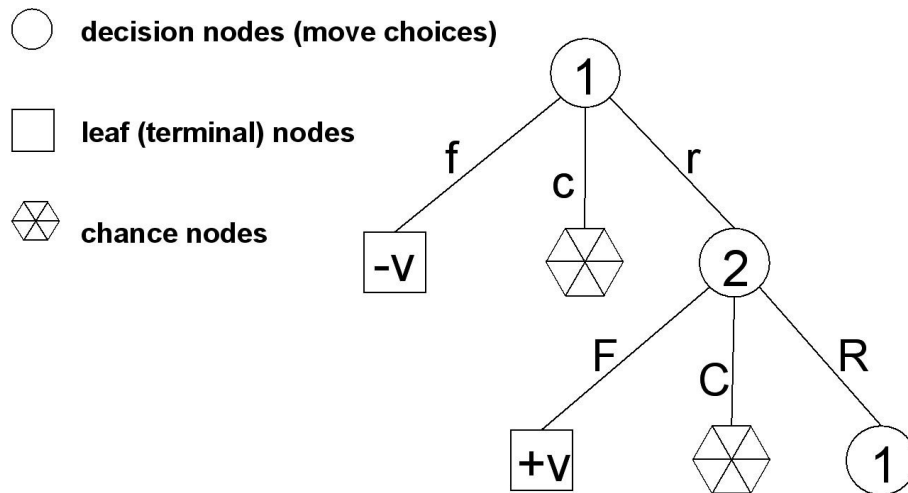 decision nodes (move choices)
leaf (terminal) nodes
chance nodes
1
f
c
r
-v
2
F
C
R
+v
1